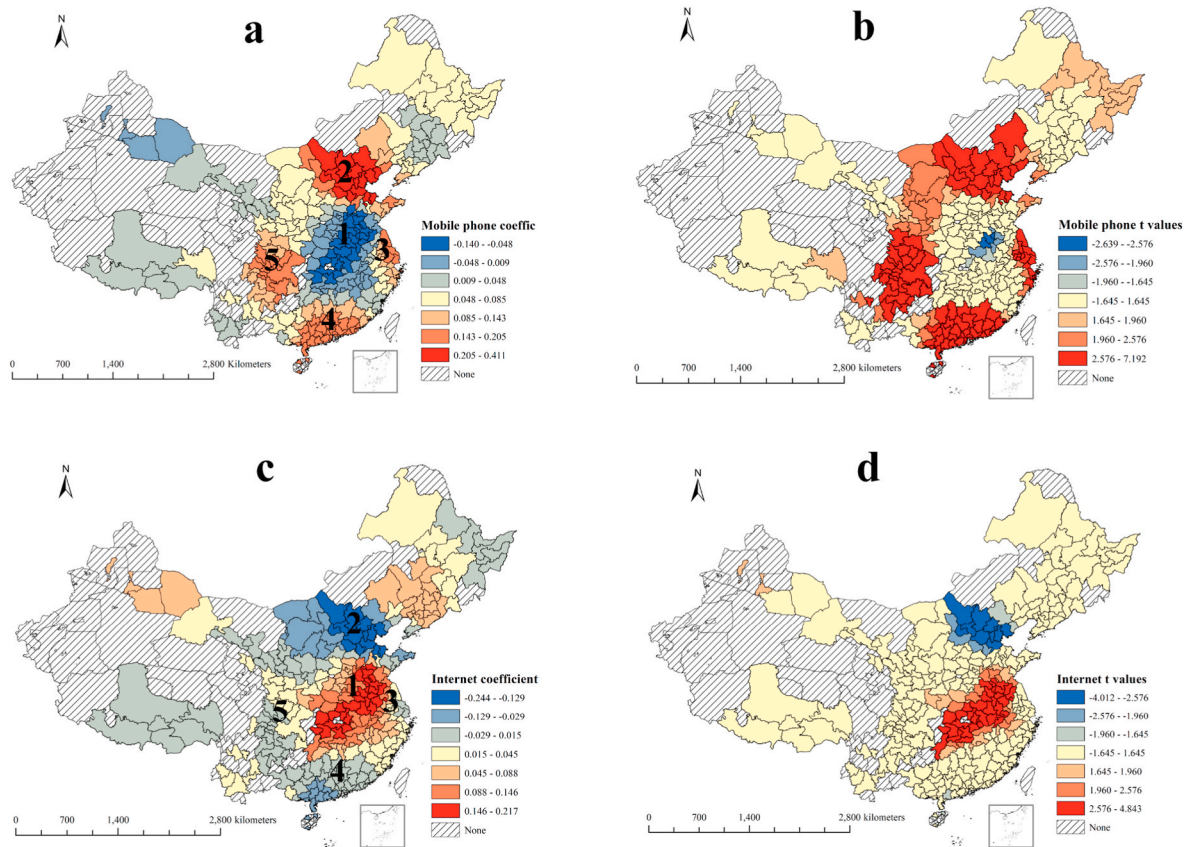 a
N
1
2
3
4
5
Mobile phone coeffic
-0.140 - -0.048
-0.048 - 0.009
0.009 - 0.048
0.048 - 0.085
0.085 - 0.143
0.143 - 0.205
0.205 - 0.411
None
0 700 1,400 2,800 Kilometers
b
N
Mobile phone t values
-2.639 - -2.576
-2.576 - -1.960
-1.960 - -1.645
-1.645 - 1.645
1.645 - 1.960
1.960 - 2.576
2.576 - 7.192
None
0 700 1,400 2,800 Kilometers
c
N
2
1
3
5
4
Internet coefficient
-0.244 - -0.129
-0.129 - -0.029
-0.029 - 0.015
0.015 - 0.045
0.045 - 0.088
0.088 - 0.146
0.146 - 0.217
None
0 700 1,400 2,800 kilometers
d
N
Internet t values
-4.012 - -2.576
-2.576 - -1.960
-1.960 - -1.645
-1.645 - 1.645
1.645 - 1.960
1.960 - 2.576
2.576 - 4.843
None
0 700 1,400 2,800 kilometers